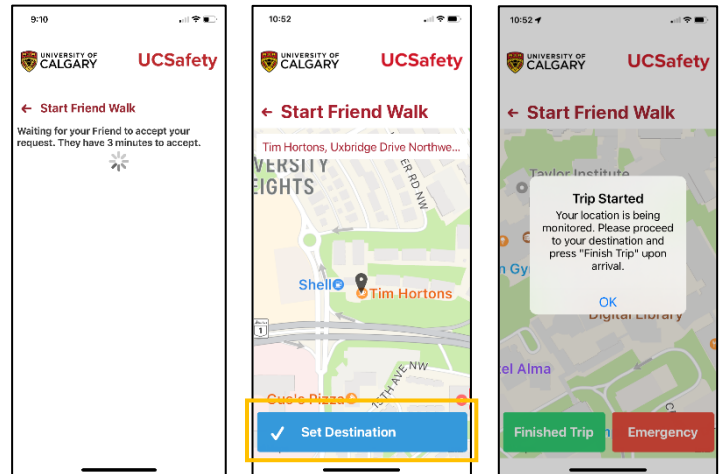 9:10
UNIVERSITY OF
CALGARY
UCSafety
← Start Friend Walk
Waiting for your Friend to accept your
request. They have 3 minutes to accept.
10:52
UNIVERSITY OF
CALGARY
UCSafety
← Start Friend Walk
Tim Hortons, Uxbridge Drive Northwe...
VERSITY
EIGHTS
ER RD NW
Shell
Tim Hortons
1
AVE NW
Gus's Pizza
Set Destination
10:52
UNIVERSITY OF
CALGARY
UCSafety
← Start Friend Walk
Taylor Institute
Trip Started
Your location is being
monitored. Please proceed
to your destination and
press "Finish Trip" upon
arrival.
n Gy
OK
Digital Library
el Alma
Finished Trip
Emergency